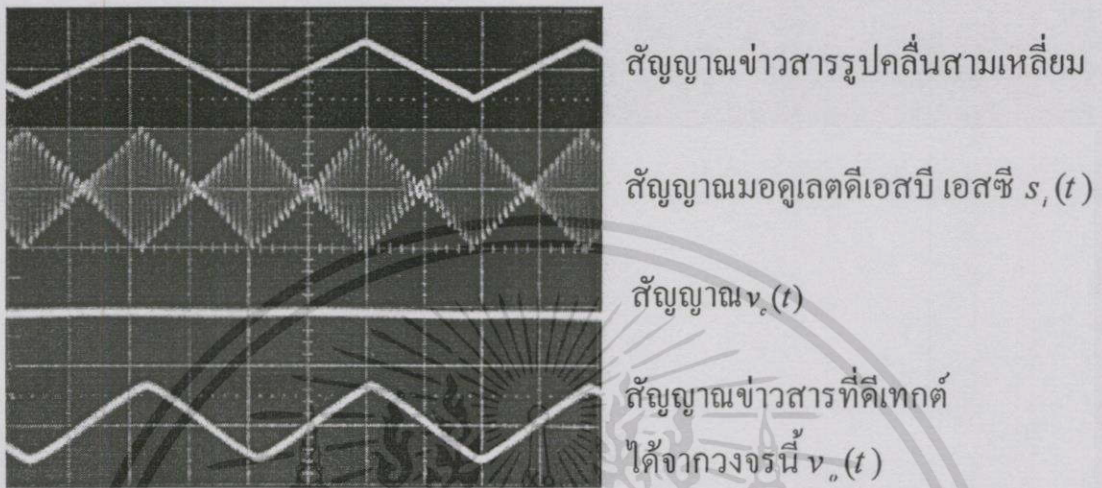 สัญญาณข่าวสารรูปคลื่นสามเหลี่ยม
สัญญาณมอดูเลตดีเอสบี เอสซี s_i(t)
สัญญาณ v_c(t)
สัญญาณข่าวสารที่ดีเทกต์
ได้จากวงจรนี้ v_o(t)